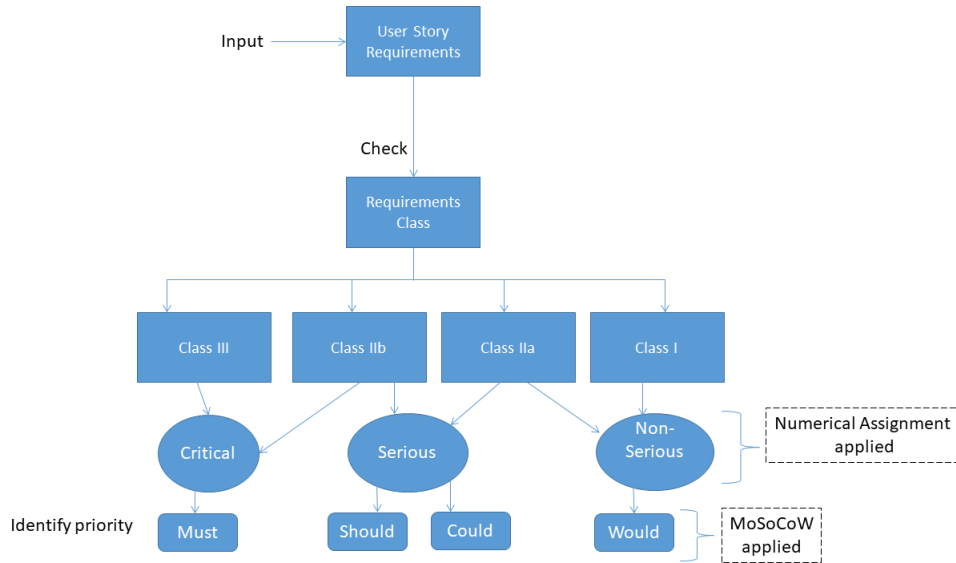 User Story
Requirements
Input
Check
Requirements
Class
Class III
Class IIb
Class IIa
Class I
Critical
Serious
Non-
Serious
Numerical Assignment
applied
Identify priority
Must
Should
Could
Would
MoSoCoW
applied